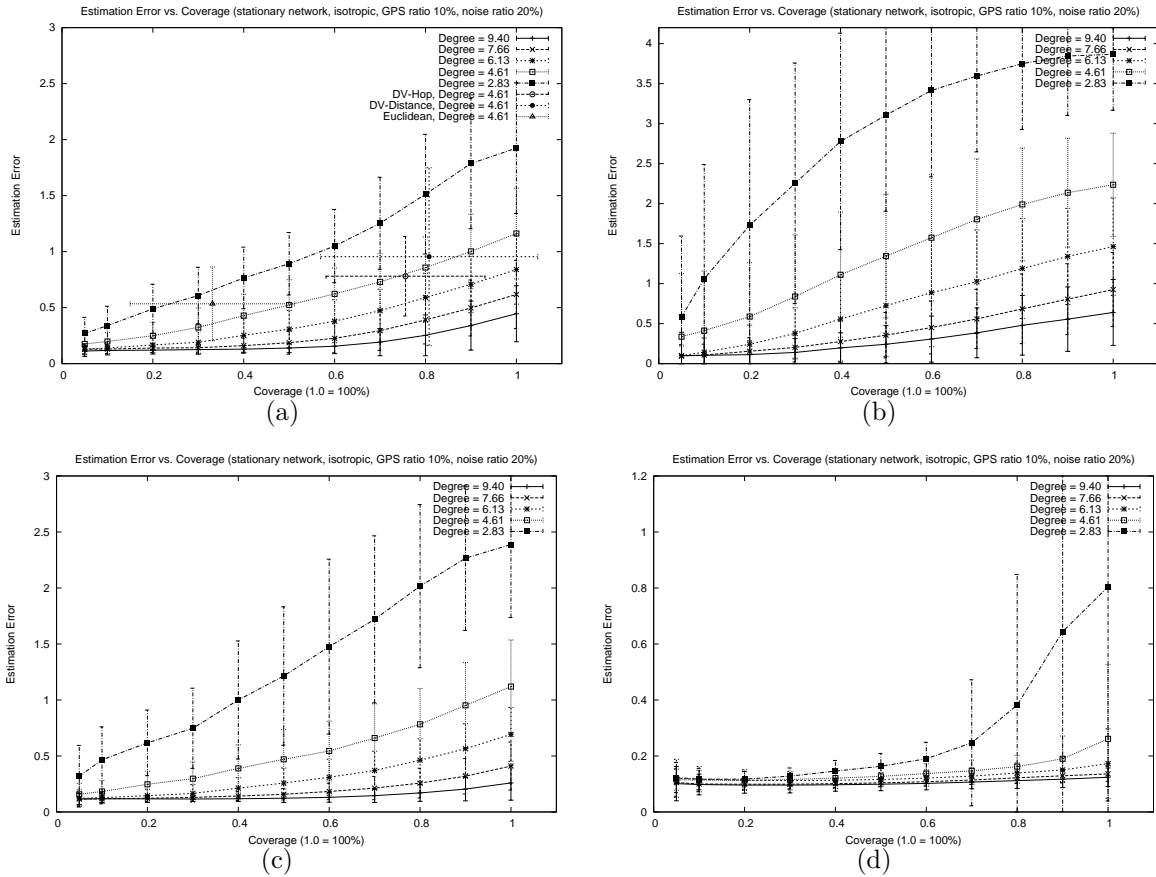 Estimation Error vs. Coverage (stationary network, isotropic, GPS ratio 10%, noise ratio 20%)
3
2.5
2
1.5
1
0.5
0
Estimation Error
Degree = 9.40
Degree = 7.66
Degree = 6.13
Degree = 4.61
Degree = 2.83
DV-Hop, Degree = 4.61
DV-Distance, Degree = 4.61
Euclidean, Degree = 4.61
0 0.2 0.4 0.6 0.8 1
Coverage (1.0 = 100%)
(a)
Estimation Error vs. Coverage (stationary network, isotropic, GPS ratio 10%, noise ratio 20%)
4
3.5
3
2.5
2
1.5
1
0.5
0
Estimation Error
Degree = 9.40
Degree = 7.66
Degree = 6.13
Degree = 4.61
Degree = 2.83
0 0.2 0.4 0.6 0.8 1
Coverage (1.0 = 100%)
(b)
Estimation Error vs. Coverage (stationary network, isotropic, GPS ratio 10%, noise ratio 20%)
3
2.5
2
1.5
1
0.5
0
Estimation Error
Degree = 9.40
Degree = 7.66
Degree = 6.13
Degree = 4.61
Degree = 2.83
0 0.2 0.4 0.6 0.8 1
Coverage (1.0 = 100%)
(c)
Estimation Error vs. Coverage (stationary network, isotropic, GPS ratio 10%, noise ratio 20%)
1.2
1
0.8
0.6
0.4
0.2
0
Estimation Error
Degree = 9.40
Degree = 7.66
Degree = 6.13
Degree = 4.61
Degree = 2.83
0 0.2 0.4 0.6 0.8 1
Coverage (1.0 = 100%)
(d)